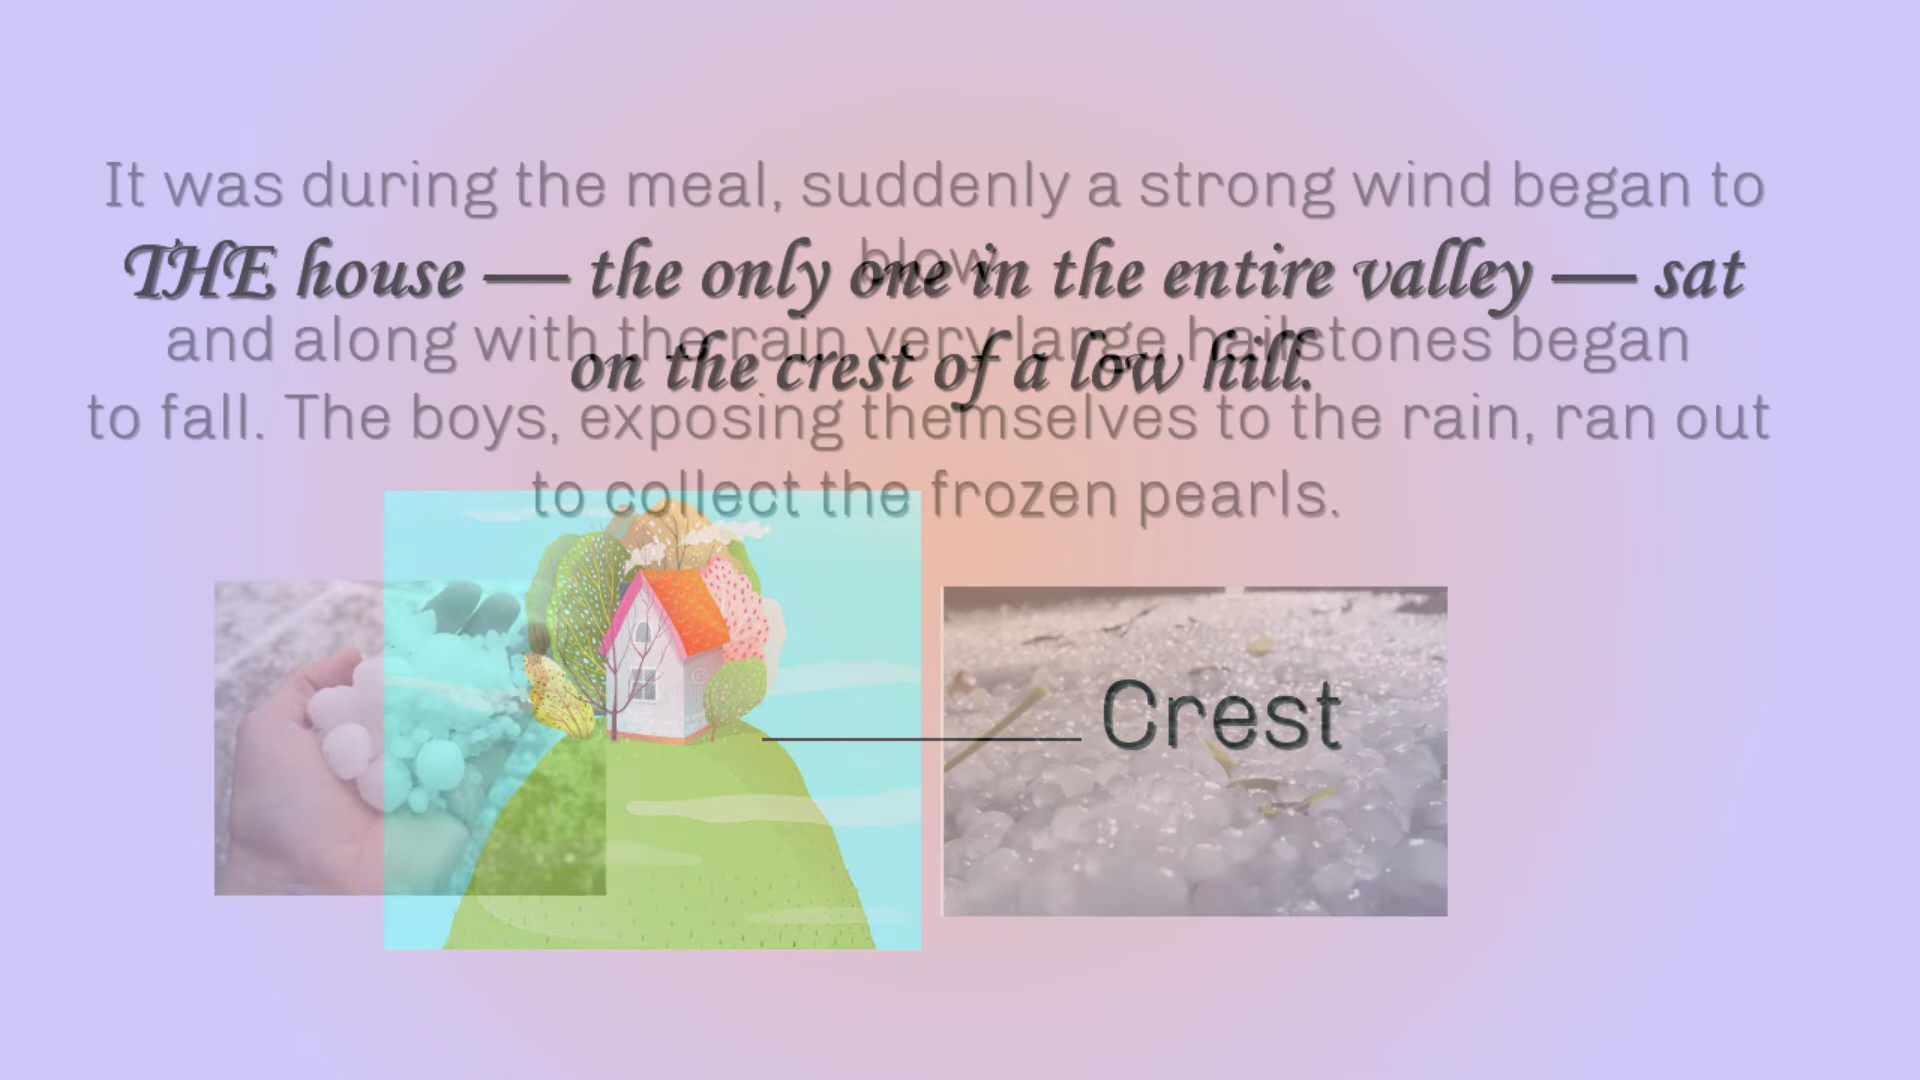 It was during the meal, suddenly a strong wind began to
blow
THE house — the only one in the entire valley — sat
and along with the rain very large hailstones began
on the crest of a low hill.
to fall. The boys, exposing themselves to the rain, ran out
to collect the frozen pearls.
Crest